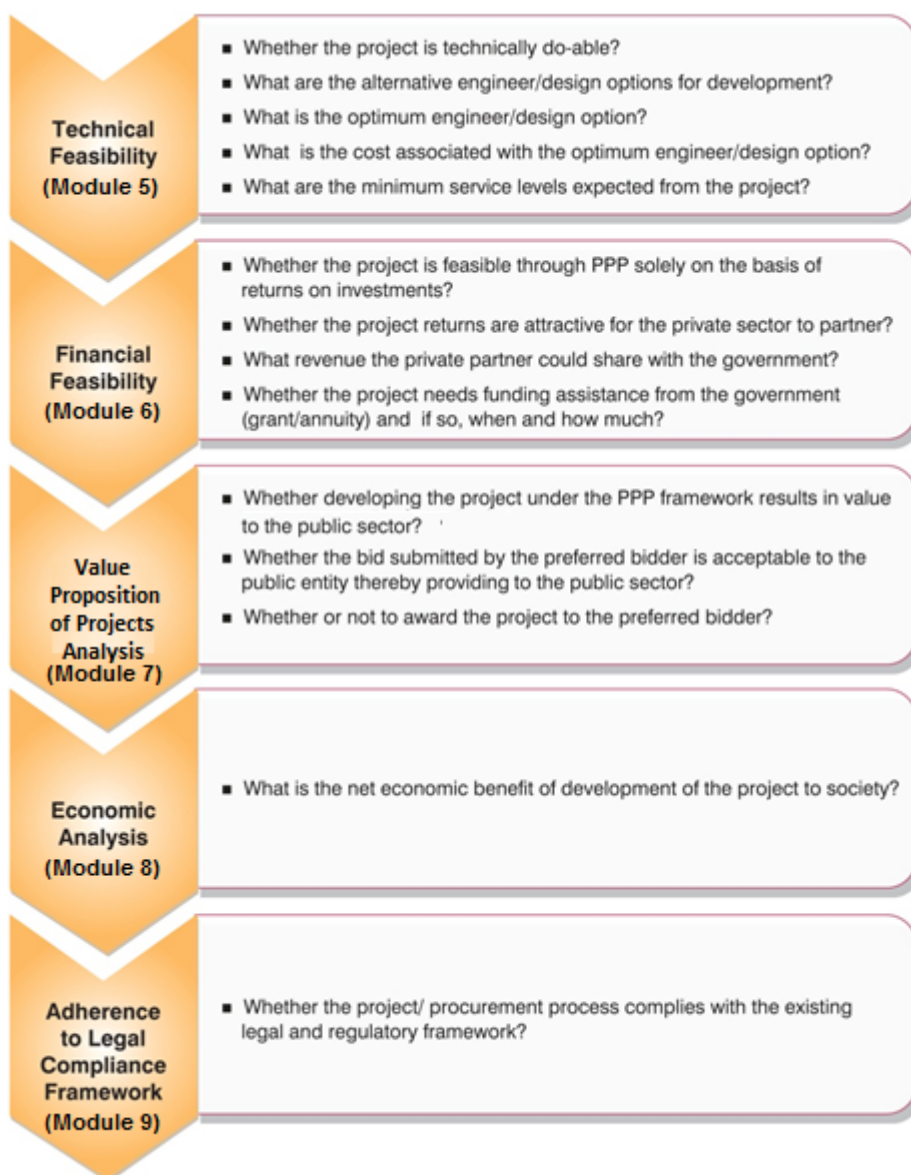 Technical
Feasibility
(Module 5)
■ Whether the project is technically do-able?
■ What are the alternative engineer/design options for development?
■ What is the optimum engineer/design option?
■ What is the cost associated with the optimum engineer/design option?
■ What are the minimum service levels expected from the project?
Financial
Feasibility
(Module 6)
■ Whether the project is feasible through PPP solely on the basis of
returns on investments?
■ Whether the project returns are attractive for the private sector to partner?
■ What revenue the private partner could share with the government?
■ Whether the project needs funding assistance from the government
(grant/annuity) and if so, when and how much?
Value
Proposition
of Projects
Analysis
(Module 7)
■ Whether developing the project under the PPP framework results in value
to the public sector?
■ Whether the bid submitted by the preferred bidder is acceptable to the
public entity thereby providing to the public sector?
■ Whether or not to award the project to the preferred bidder?
Economic
Analysis
(Module 8)
■ What is the net economic benefit of development of the project to society?
Adherence
to Legal
Compliance
Framework
(Module 9)
■ Whether the project/ procurement process complies with the existing
legal and regulatory framework?